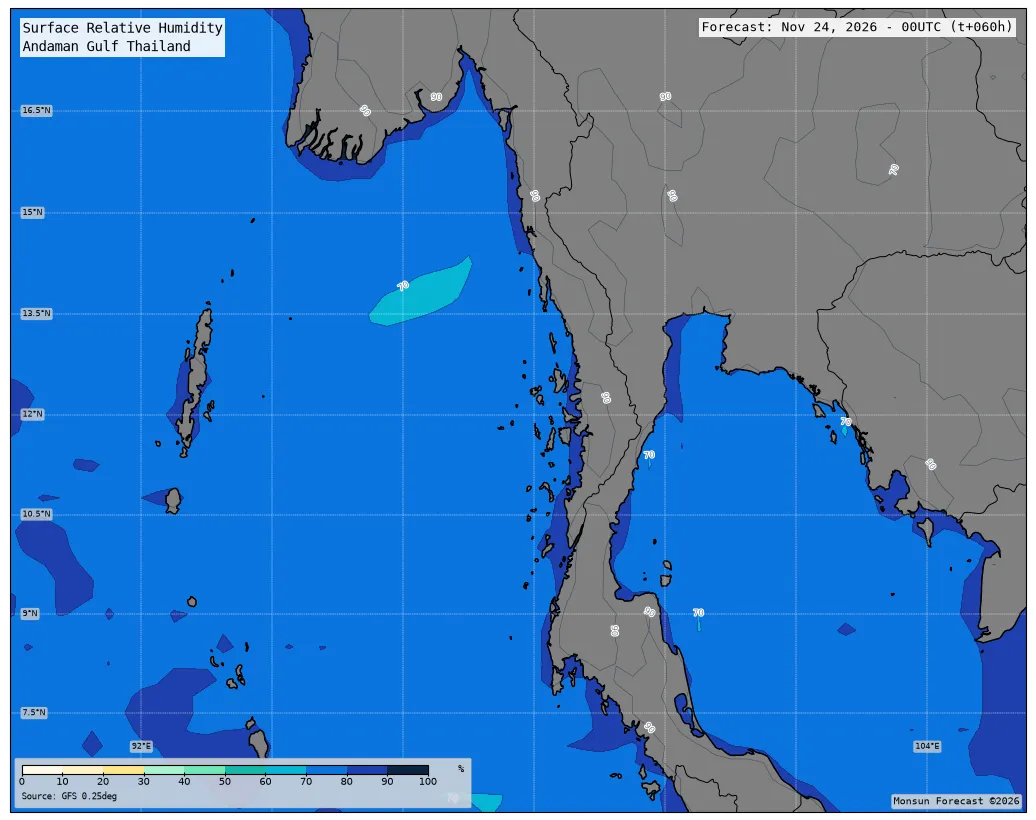 Surface Relative Humidity
Andaman Gulf Thailand
Forecast: Nov 24, 2026 - 00UTC (t+060h)
90
90
90
16.5°N
70
90
90
15°N
70
13.5°N
90
12°N
70
70
90
10.5°N
90
70
9°N
90
7.5°N
90
92°E
104°E
%
0 10 20 30 40 50 60 70 80 90 100
70
Source: GFS 0.25deg
Monsun Forecast ©2026